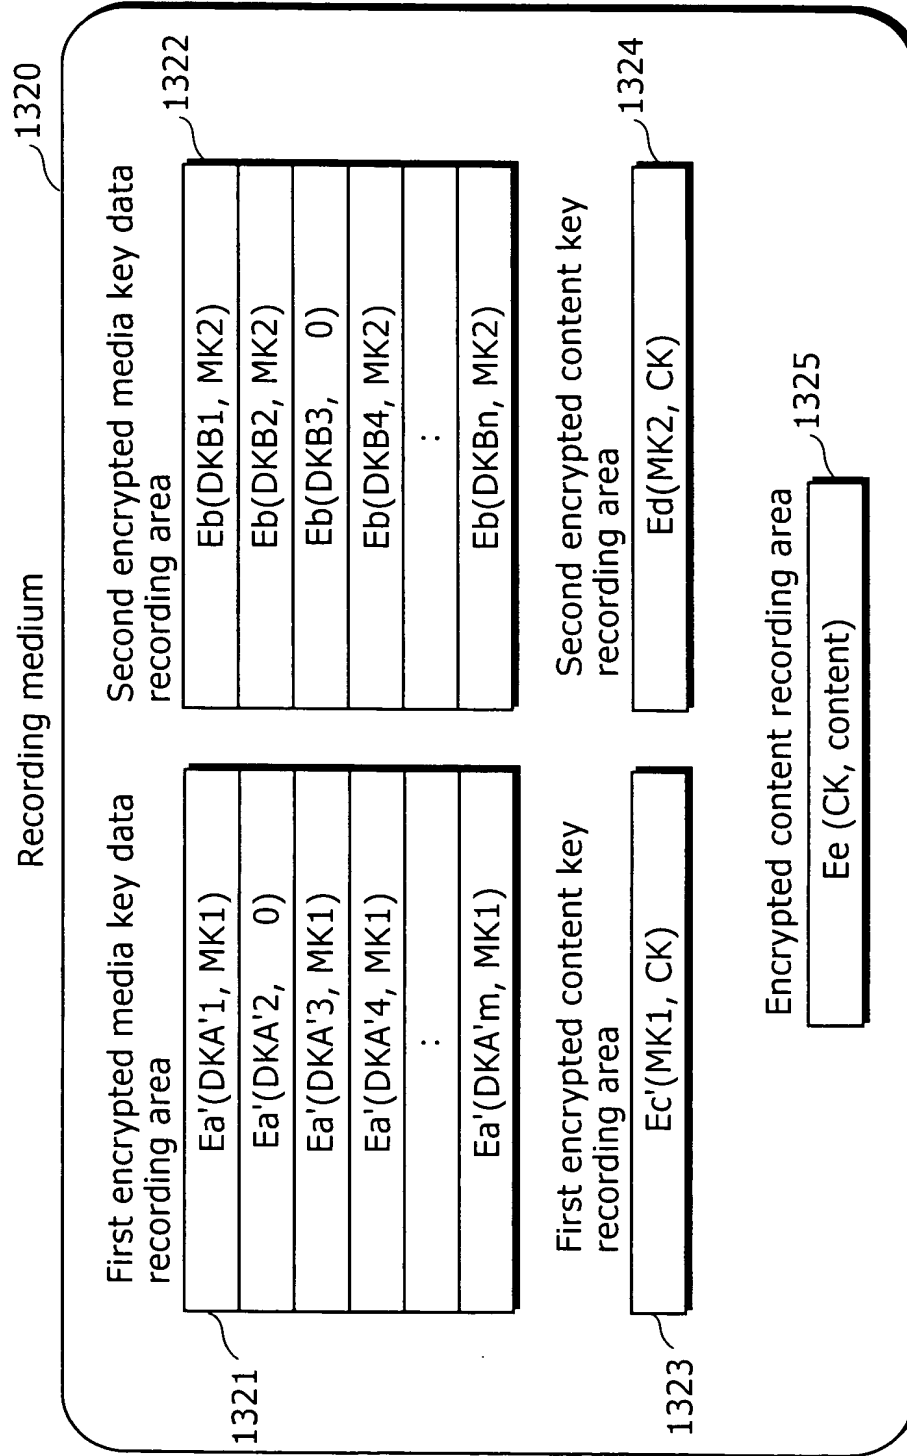 Recording medium
1320
First encrypted media key data
recording area
1321
Ea'(DKA'1, MK1)
Ea'(DKA'2, 0)
Ea'(DKA'3, MK1)
Ea'(DKA'4, MK1)
:
Ea'(DKA'm, MK1)
Second encrypted media key data
recording area
1322
Eb(DKB1, MK2)
Eb(DKB2, MK2)
Eb(DKB3, 0)
Eb(DKB4, MK2)
:
Eb(DKBn, MK2)
First encrypted content key
recording area
1323
Ec'(MK1, CK)
Second encrypted content key
recording area
1324
Ed(MK2, CK)
Encrypted content recording area
1325
Ee (CK, content)